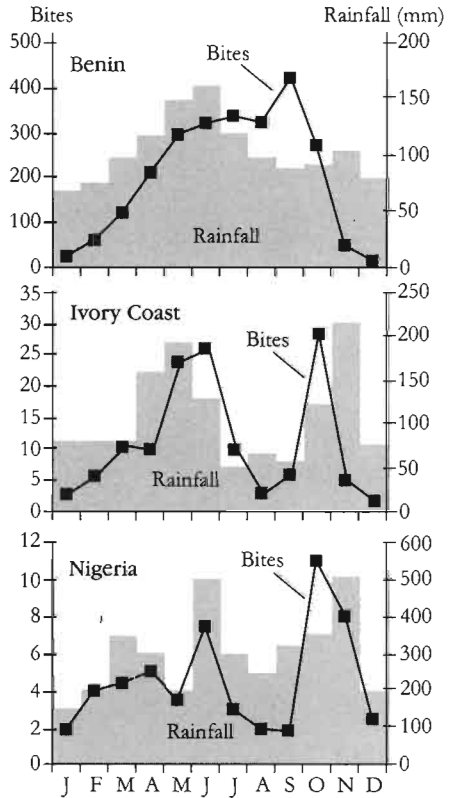 Bites Rainfall (mm)
500 200
Benin Bites
400 150
300
100
200
Rainfall
100 50
0 0
35 250
Ivory Coast
30 200
Bites
25
150
20
15 100
10
Rainfall 50
5
0 0
12 600
Nigeria Bites
10 500
8 400
6 300
4 200
Rainfall
2 100
0 0
J F M A M J J A S O N D